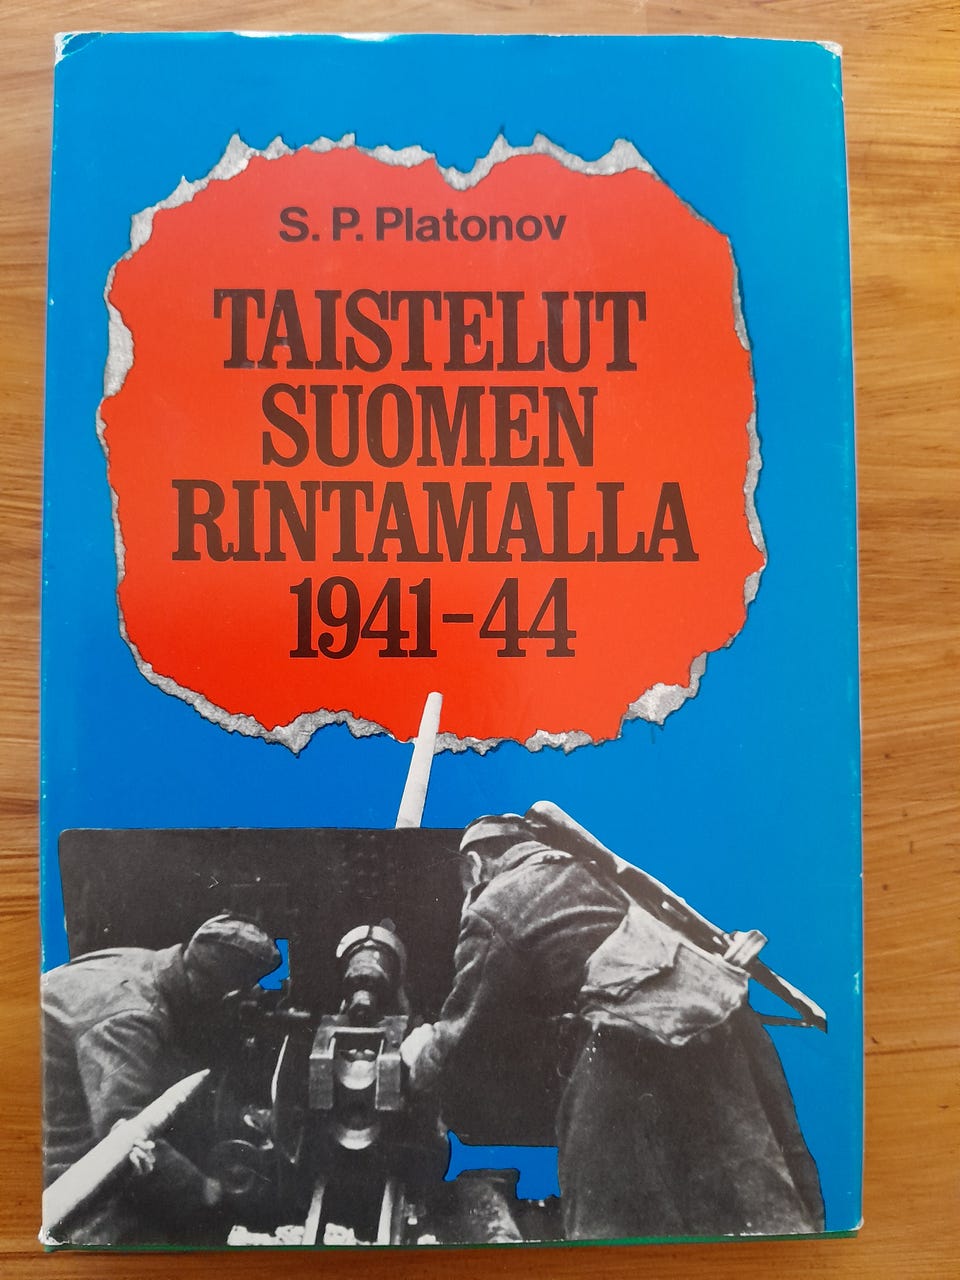 S. P. Platonov
TAISTELUT
SUOMEN
RINTAMALLA
1941-44